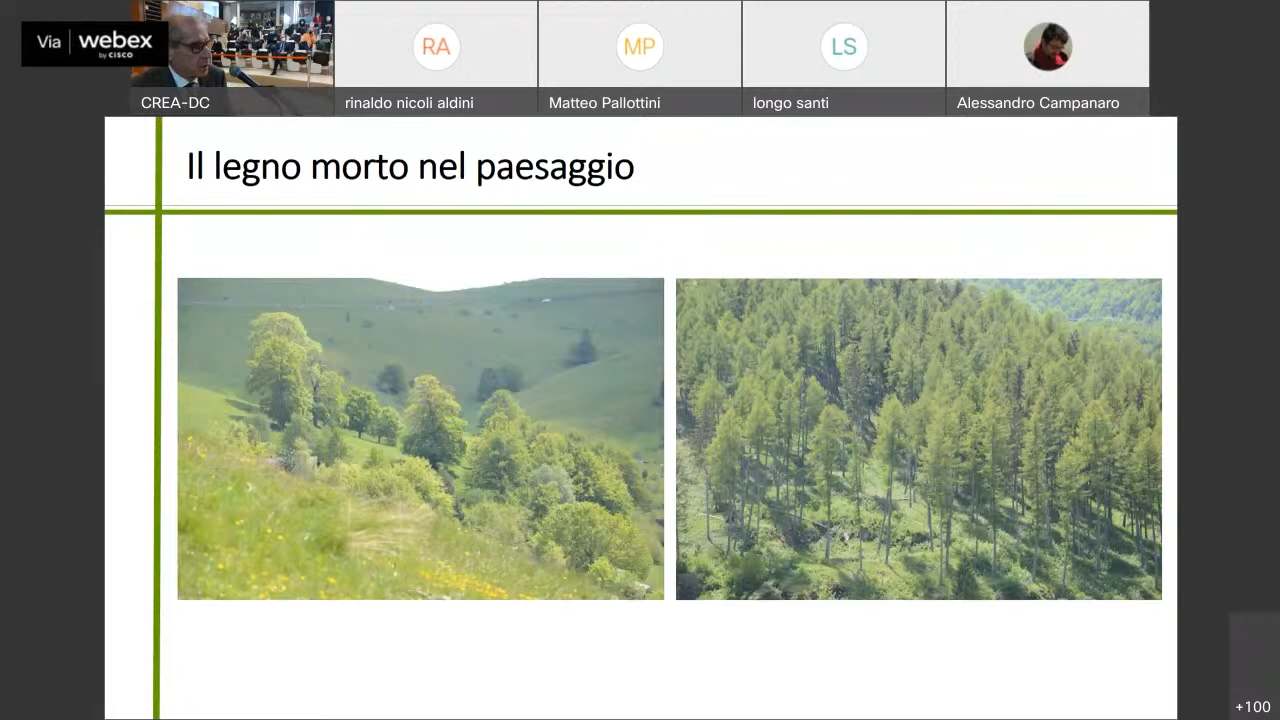 Via webex
by CISCO
RA
MP
LS
CREA-DC
rinaldo nicoli aldini
Matteo Pallottini
longo santi
Alessandro Campanaro
Il legno morto nel paesaggio
+100